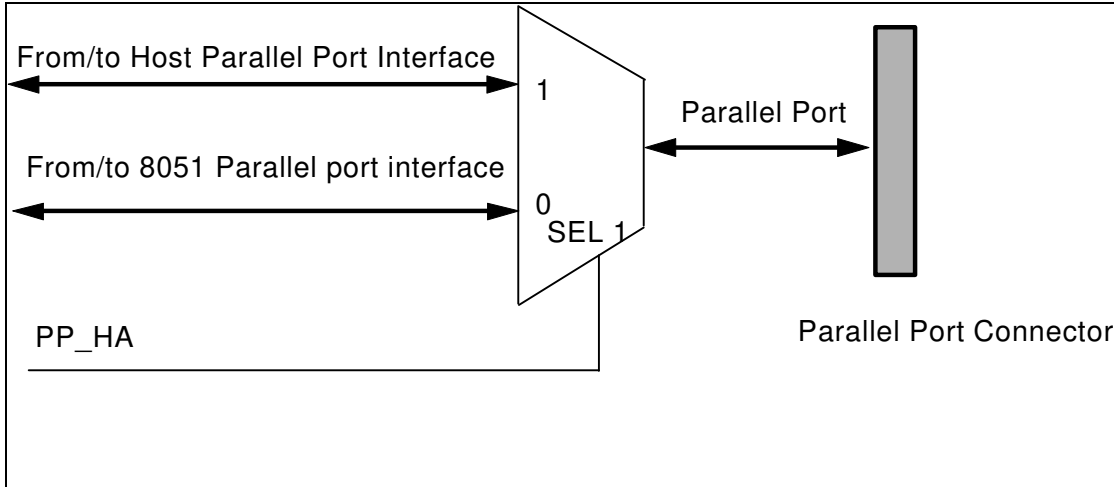 From/to Host Parallel Port Interface
1
Parallel Port
From/to 8051 Parallel port interface
0
SEL 1
PP_HA
Parallel Port Connector